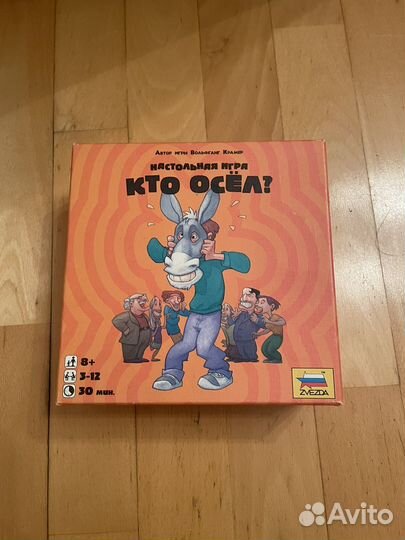 Автор игры Вольфганг Крамер
настольная игра
КТО ОСЁЛ?
8+
3-12
30 мин.
ZVEZDA
Avito